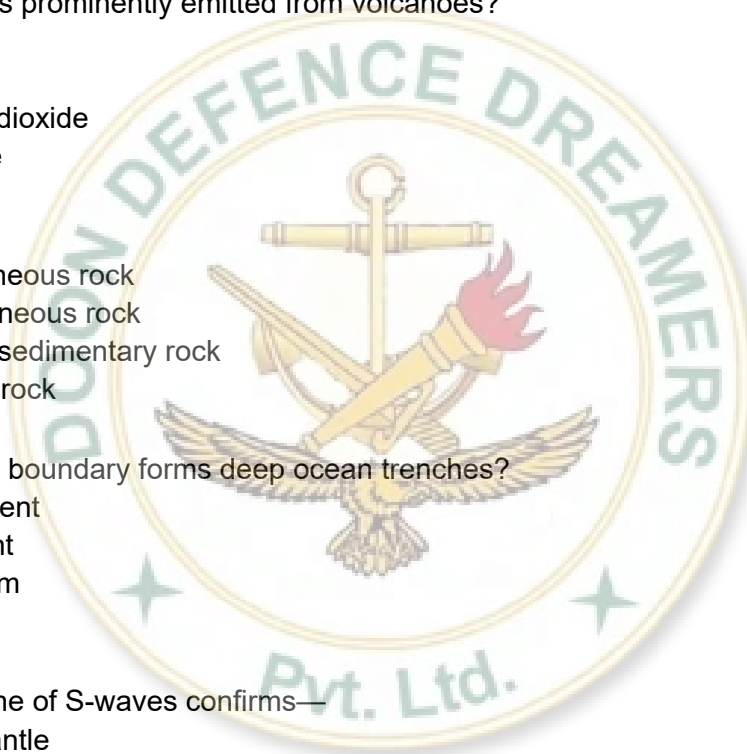 s prominently emitted from volcanoes?
dioxide
neous rock
neous rock
sedimentary rock
rock
boundary forms deep ocean trenches?
ent
nt
m
ne of S-waves confirms—
antle
DOON DEFENCE DREAMERS
Pvt. Ltd.